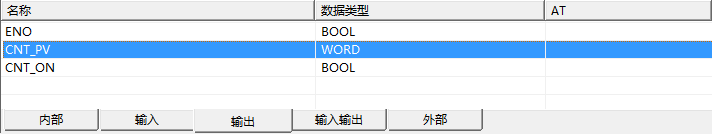 名称 数据类型 AT
ENO BOOL
CNT_PV WORD
CNT_ON BOOL
内部 输入 输出 输入输出 外部